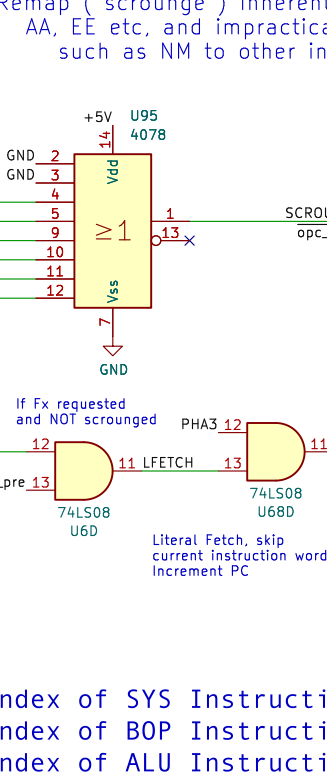 Remap ( scrounge ) inherent
AA, EE etc, and impractica
such as NM to other in
+5V
U95
4078
14
Vdd
GND 2
GND 3
4
5
9
10
11
12
≥1
1
13
SCROU
opc_
Vss
7
GND
If Fx requested
and NOT scrounged
12
_pre 13
11 LFETCH
74LS08
U6D
PHA3 12
13
11
74LS08
U68D
Literal Fetch, skip
current instruction word
Increment PC
ndex of SYS Instructi
ndex of BOP Instructi
ndex of ALU Instructi